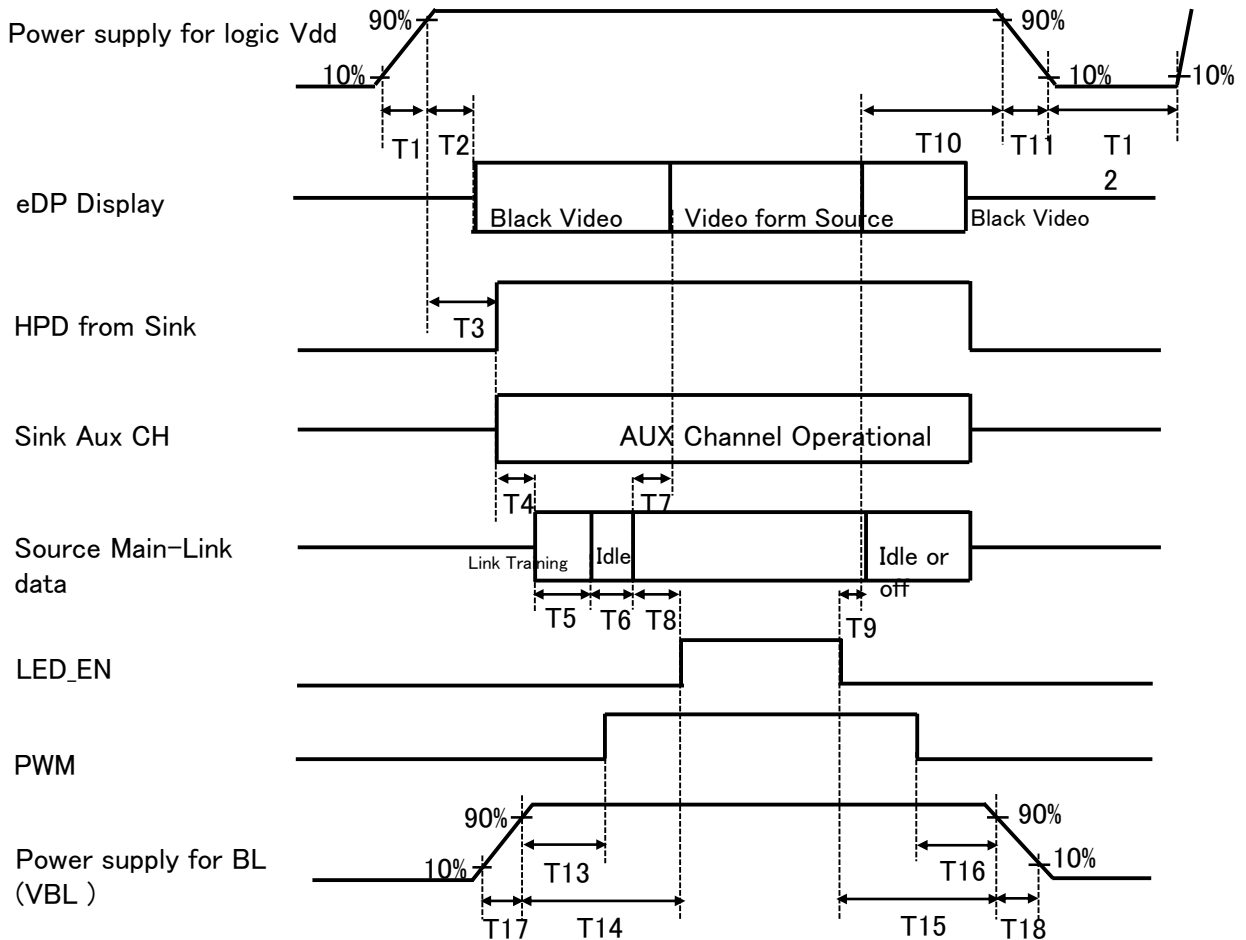 90%
90%
Power supply for logic Vdd
10%
10%
10%
T1
T2
T10
T11
T1
2
eDP Display
Black Video
Video form Source
Black Video
HPD from Sink
T3
Sink Aux CH
AUX Channel Operational
T4
T7
Source Main-Link
data
Link Training
Idle
Idle or
off
T5
T6
T8
T9
LED_EN
PWM
90%
90%
Power supply for BL
(VBL )
10%
10%
T13
T16
T17
T14
T15
T18